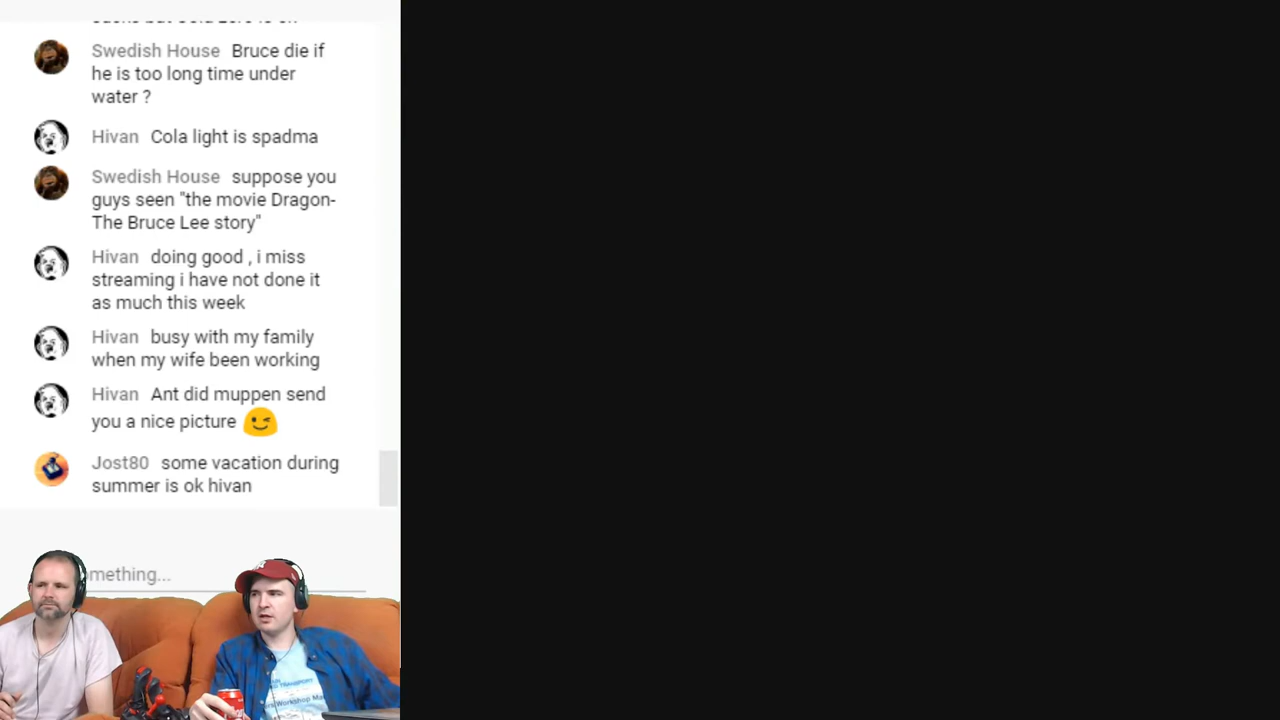 Swedish House Bruce die if
he is too long time under
water ?
Hivan Cola light is spadma
Swedish House suppose you
guys seen "the movie Dragon-
The Bruce Lee story"
Hivan doing good , i miss
streaming i have not done it
as much this week
Hivan busy with my family
when my wife been working
Hivan Ant did muppen send
you a nice picture
Jost80 some vacation during
summer is ok hivan
omething...